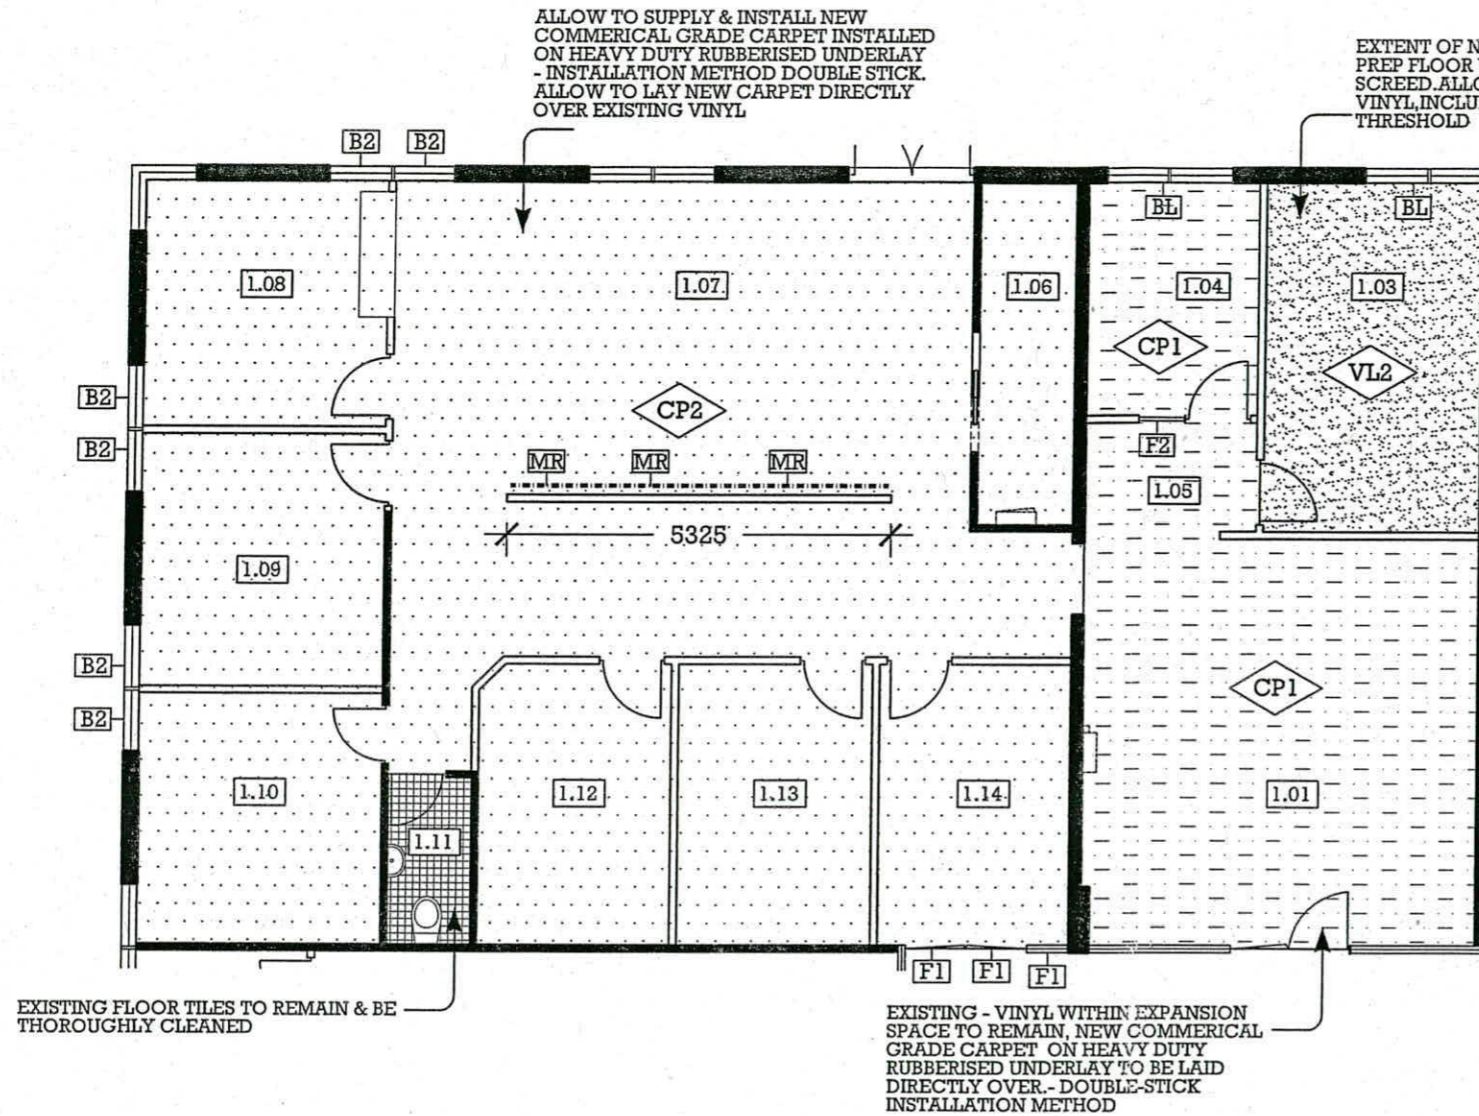 ALLOW TO SUPPLY & INSTALL NEW
COMMERICAL GRADE CARPET INSTALLED
ON HEAVY DUTY RUBBERISED UNDERLAY
- INSTALLATION METHOD DOUBLE STICK.
ALLOW TO LAY NEW CARPET DIRECTLY
OVER EXISTING VINYL
EXTENT OF N
PREP FLOOR
SCREED.ALLO
VINYL,INCLU
THRESHOLD
B2 B2
BL BL
1.08 1.07 1.06 1.04 1.03
CP1 VL2
B2 CP2
B2 MR MR MR F2
1.05
5325
1.09
B2 CP1
B2
1.10 1.12 1.13 1.14 1.01
1.11
F1 F1 F1
EXISTING FLOOR TILES TO REMAIN & BE
THOROUGHLY CLEANED
EXISTING - VINYL WITHIN EXPANSION
SPACE TO REMAIN, NEW COMMERICAL
GRADE CARPET ON HEAVY DUTY
RUBBERISED UNDERLAY TO BE LAID
DIRECTLY OVER.- DOUBLE-STICK
INSTALLATION METHOD